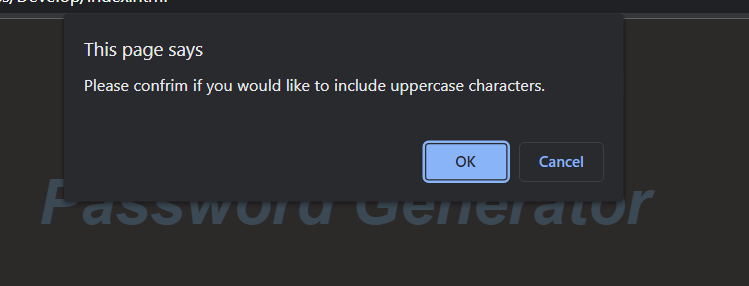 ss/Develop/index.html
This page says
Please confrim if you would like to include uppercase characters.
OK
Cancel
Password Generator